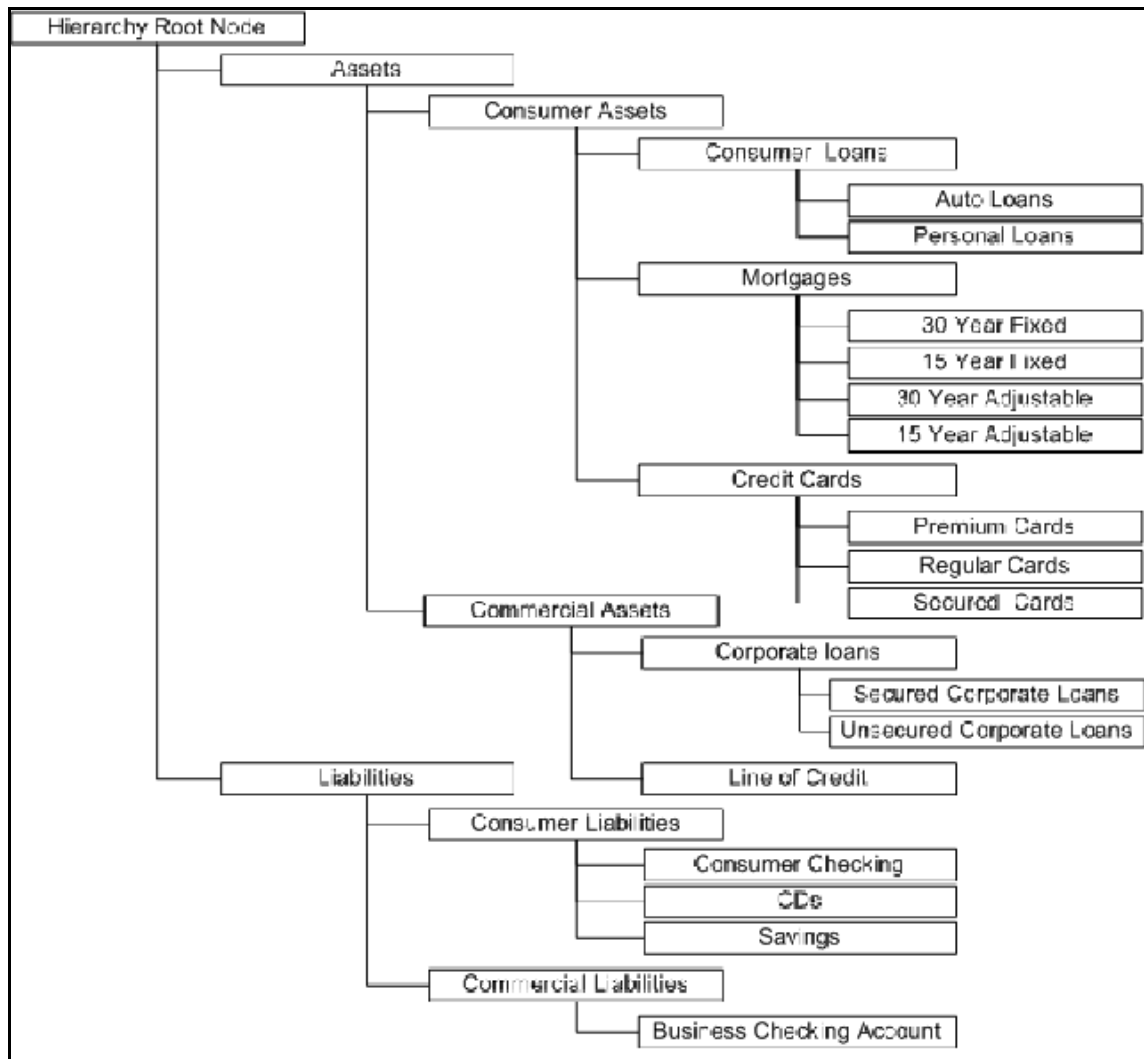 Hierarchy Root Node
Assets
Consumer Assets
Consumer Loans
Auto Loans
Personal Loans
Mortgages
30 Year Fixed
15 Year Fixed
30 Year Adjustable
15 Year Adjustable
Credit Cards
Premium Cards
Regular Cards
Secured Cards
Commercial Assets
Corporate loans
Secured Corporate Loans
Unsecured Corporate Loans
Line of Credit
Liabilities
Consumer Liabilities
Consumer Checking
CDs
Savings
Commercial Liabilities
Business Checking Account